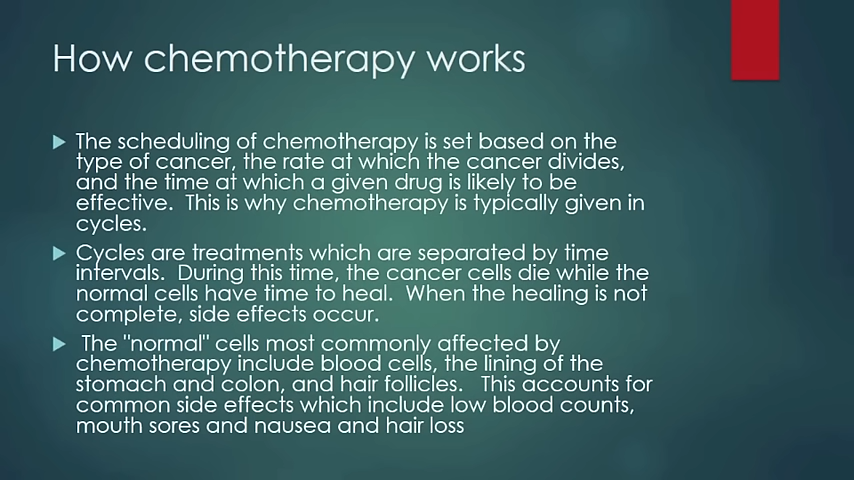 How chemotherapy works
The scheduling of chemotherapy is set based on the
type of cancer, the rate at which the cancer divides,
and the time at which a given drug is likely to be
effective.  This is why chemotherapy is typically given in
cycles.
Cycles are treatments which are separated by time
intervals.  During this time, the cancer cells die while the
normal cells have time to heal.  When the healing is not
complete, side effects occur.
The "normal" cells most commonly affected by
chemotherapy include blood cells, the lining of the
stomach and colon, and hair follicles.   This accounts for
common side effects which include low blood counts,
mouth sores and nausea and hair loss